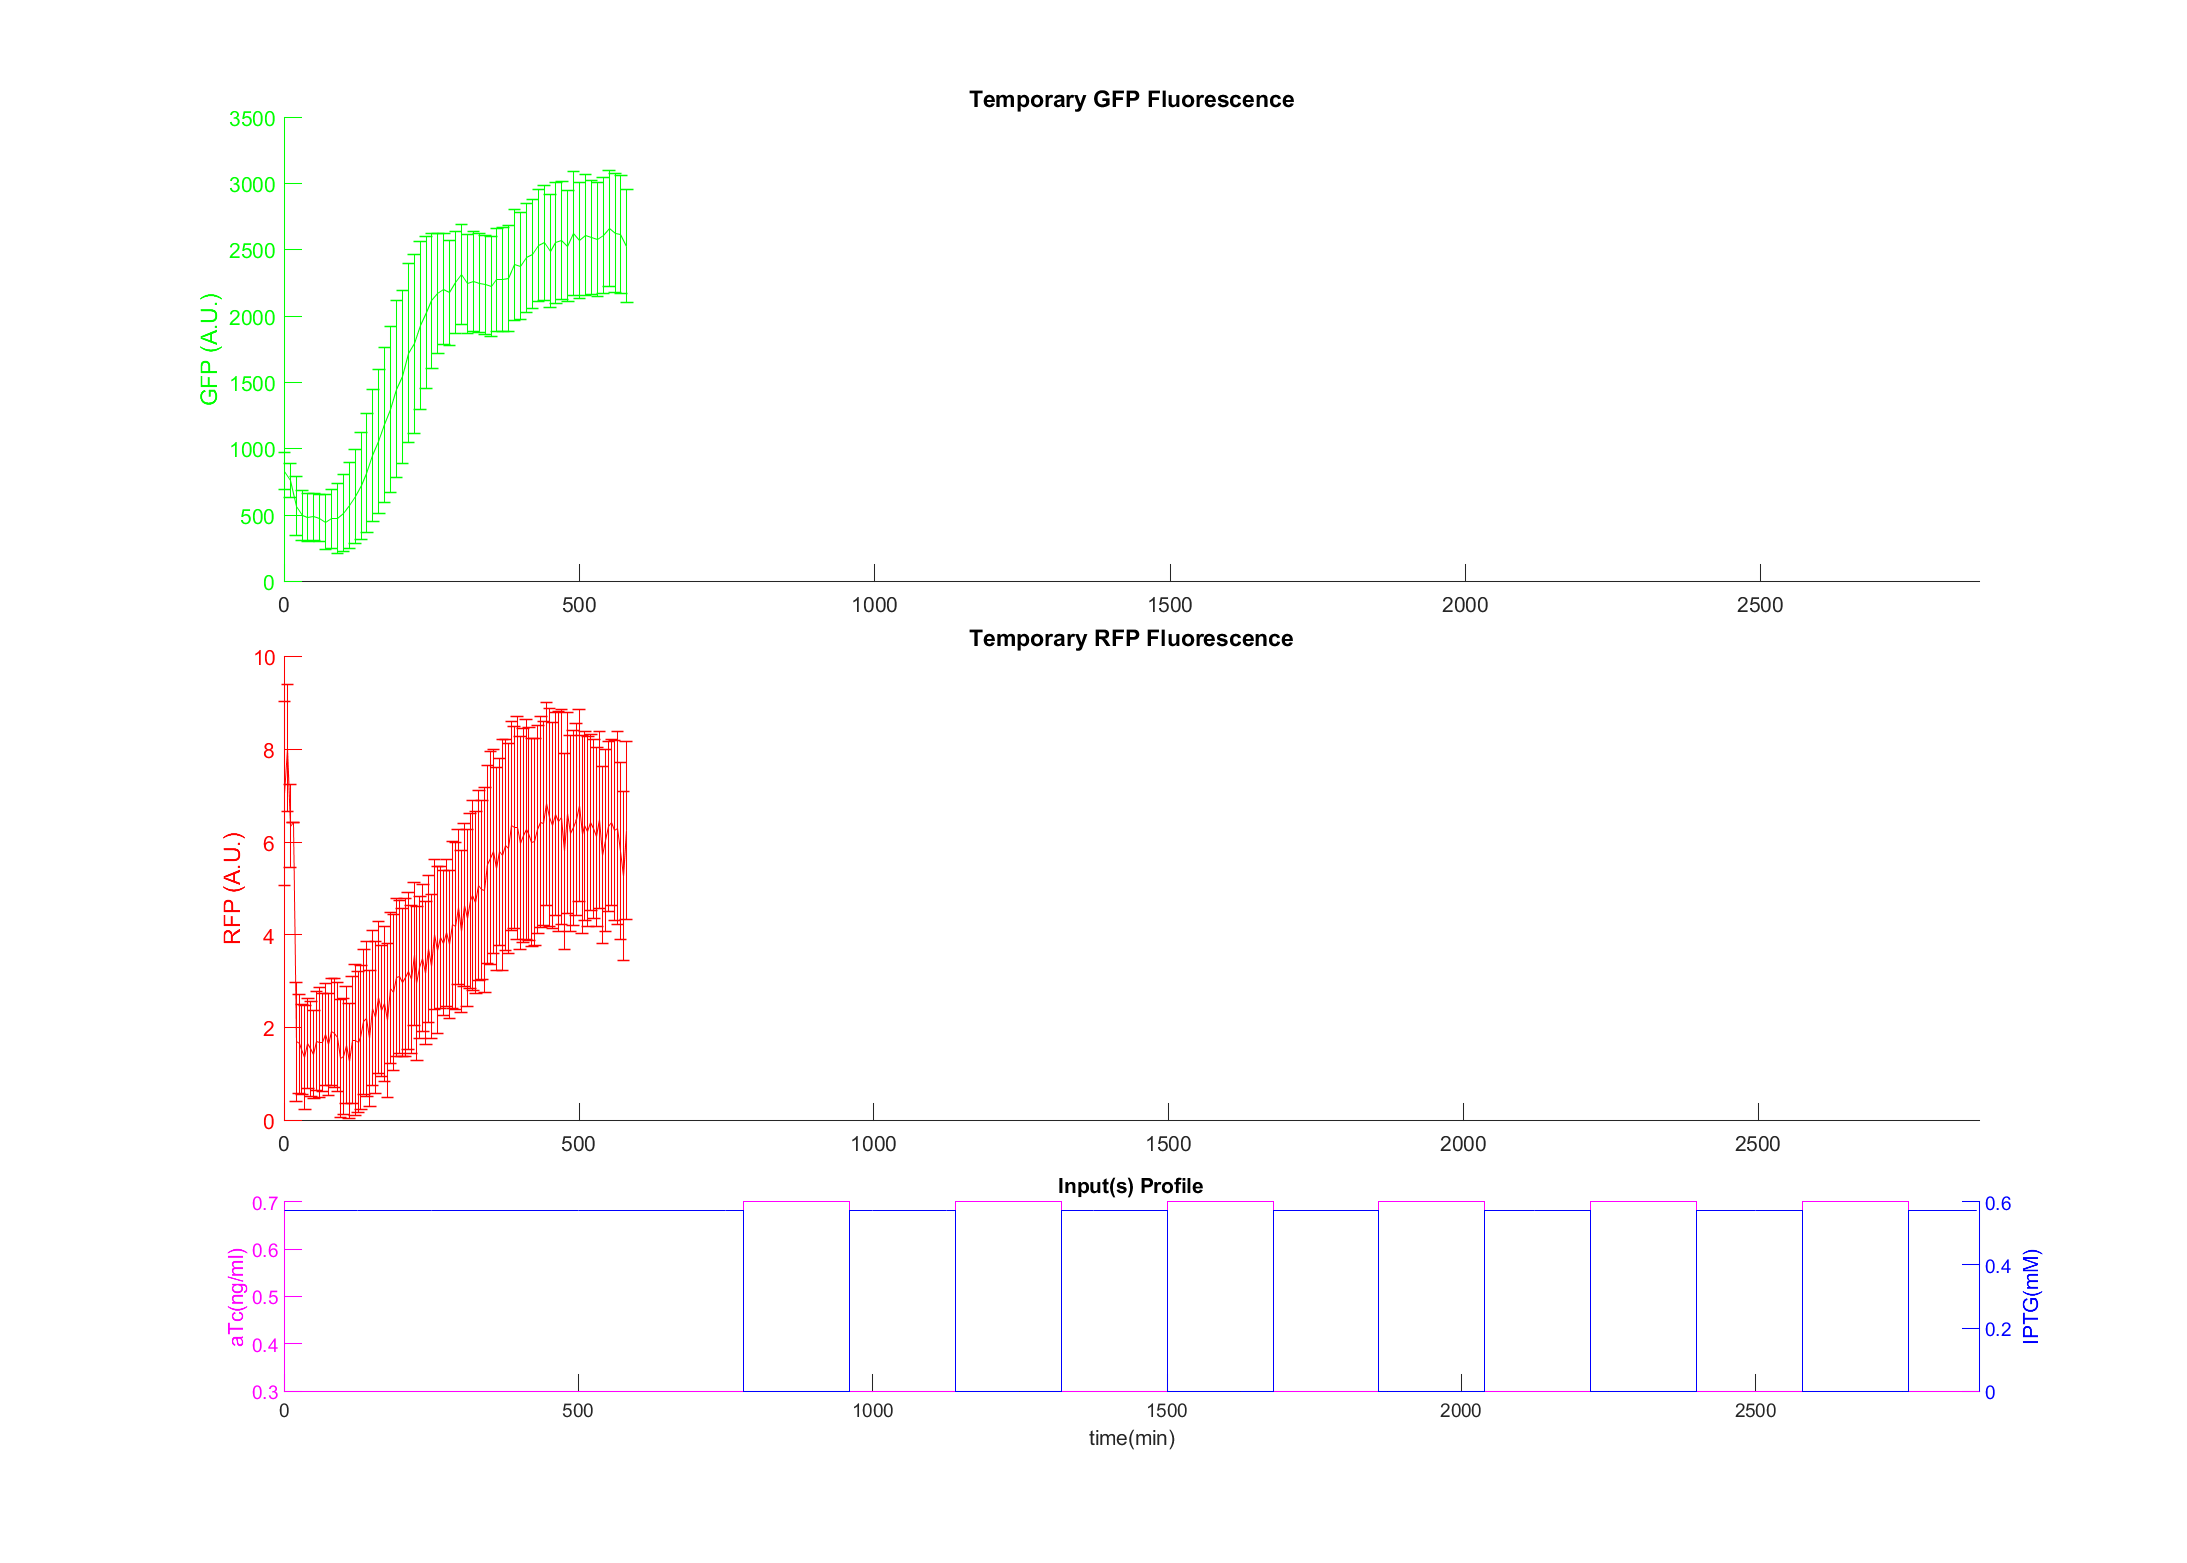 Temporary GFP Fluorescence
3500
3000
2500
2000
1500
1000
500
0
GFP (A.U.)
0 500 1000 1500 2000 2500
Temporary RFP Fluorescence
10
8
6
4
2
0
RFP (A.U.)
0 500 1000 1500 2000 2500
Input(s) Profile
0.7
0.6
0.5
0.4
0.3
aTc(ng/ml)
0.6
0.4
0.2
0
IPTG(mM)
0 500 1000 1500 2000 2500
time(min)